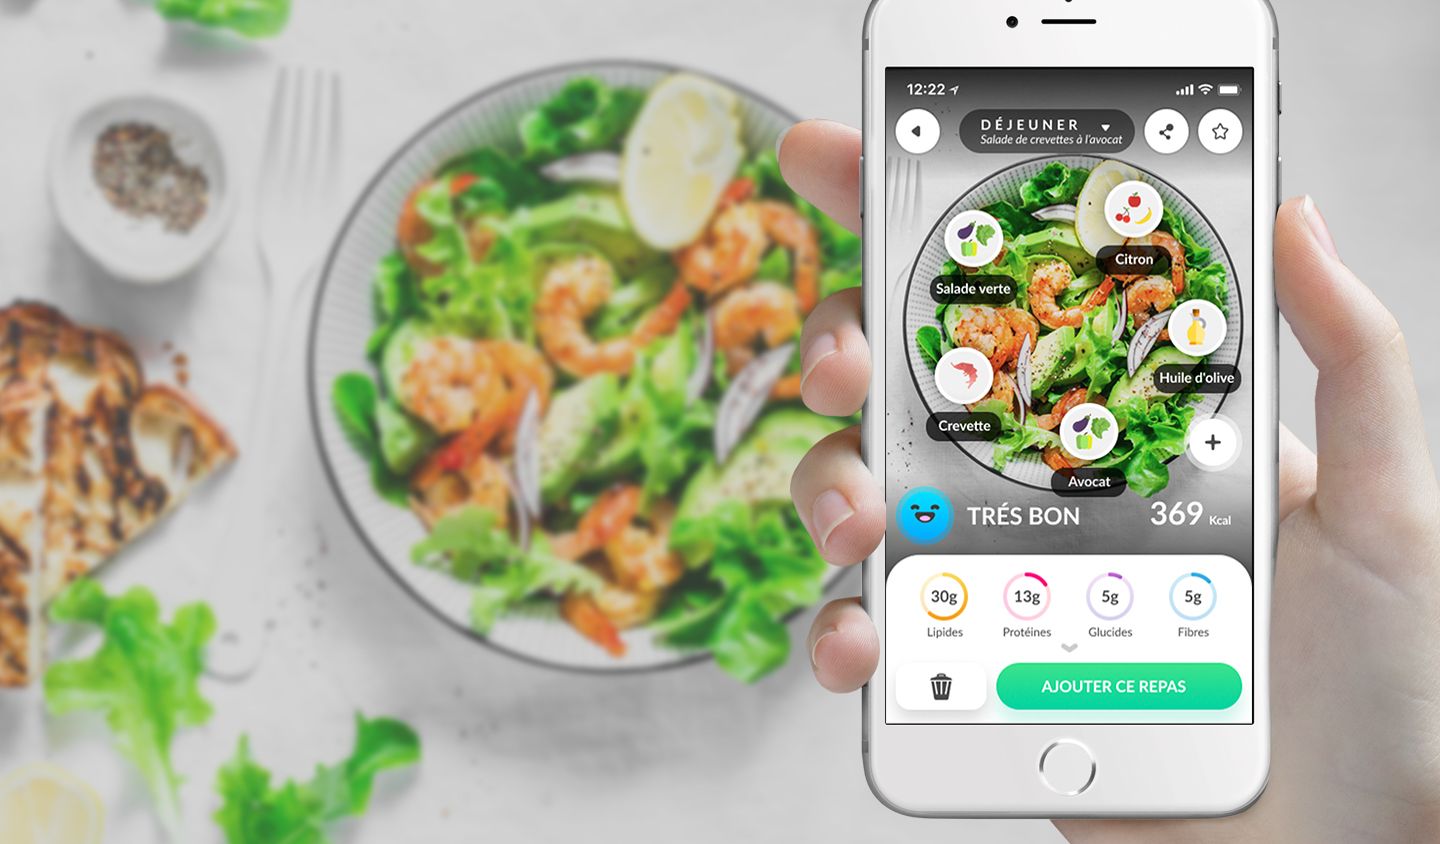 12:22
DÉJEUNER
Salade de crevettes à l'avocat
Citron
Salade verte
Huile d'olive
Crevette
Avocat
TRÉS BON
369 Kcal
30g
13g
5g
5g
Lipides
Protéines
Glucides
Fibres
AJOUTER CE REPAS